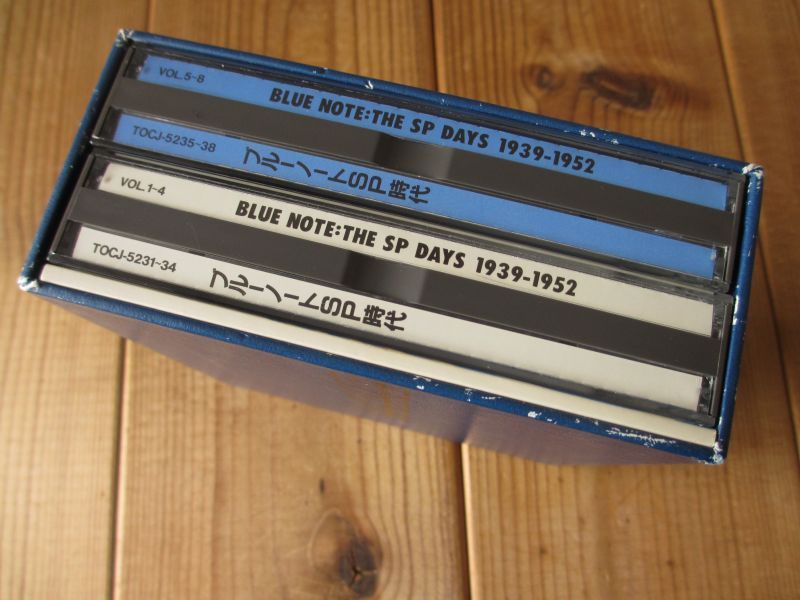 VOL.5~8
BLUE NOTE:THE SP DAYS 1939-1952
TOCJ-5235~38
ブルーノートSP時代
VOL.1~4
BLUE NOTE:THE SP DAYS 1939-1952
TOCJ-5231~34
ブルーノートSP時代